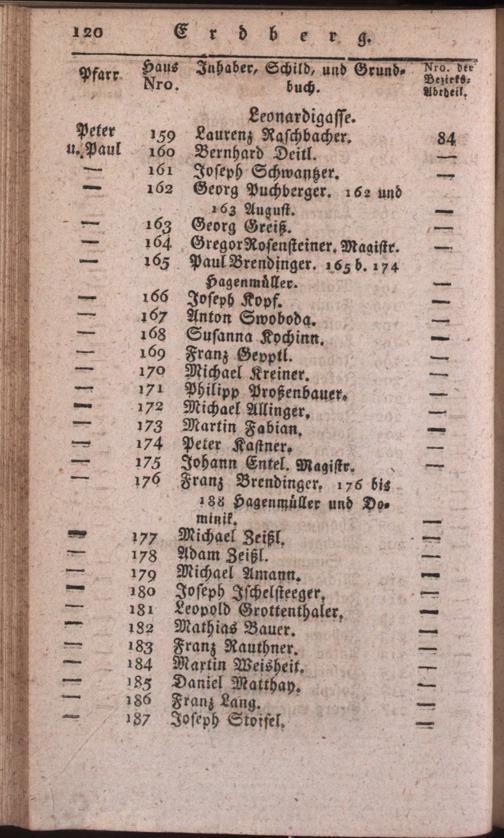 120 Erdberg.
Pfarr Haus Inhaber, Schild, und Grund- Nro. der
Nro. buch. Bezirks-
Abtheil.
Leonardigasse.
Peter 159 Laurenz Raschbacher. 84
u. Paul 160 Bernhard Deitl. —
— 161 Joseph Schwantzer. —
— 162 Georg Puchberger. 162 und
163 August. —
— 163 Georg Greiß. —
— 164 Gregor Rosensteiner. Magistr. —
— 165 Paul Brendinger. 165 b. 174
Hagenmüller. —
— 166 Joseph Kopf. —
— 167 Anton Swoboda. —
— 168 Susanna Kochinn. —
— 169 Franz Geyptl. —
— 170 Michael Kreiner. —
— 171 Philipp Proßenbauer. —
— 172 Michael Allinger. —
— 173 Martin Fabian. —
— 174 Peter Kastner. —
— 175 Johann Entel. Magistr. —
— 176 Franz Brendinger. 176 bis
188 Hagenmüller und Do-
minik. —
— 177 Michael Zeißl. —
— 178 Adam Zeißl. —
— 179 Michael Amann. —
— 180 Joseph Ischelsteeger. —
— 181 Leopold Grottenthaler. —
— 182 Mathias Bauer. —
— 183 Franz Rauthner. —
— 184 Martin Weisheit. —
— 185 Daniel Matthay. —
— 186 Franz Lang. —
— 187 Joseph Stoisel. —